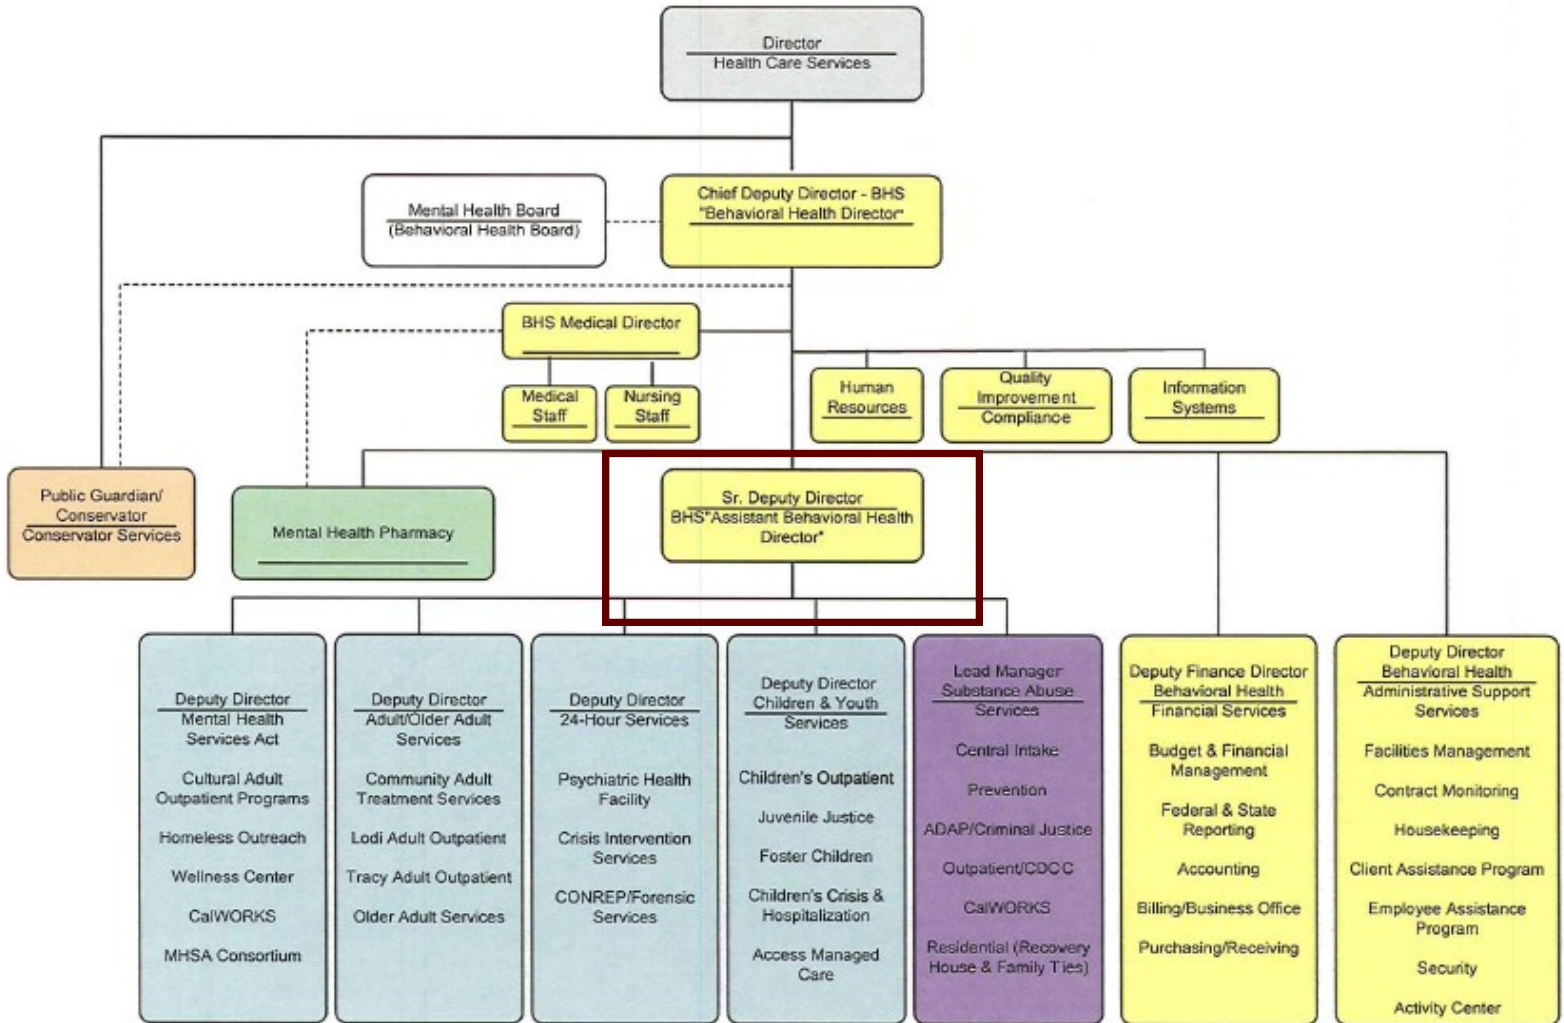 Director
Health Care Services
Mental Health Board
(Behavioral Health Board)
Chief Deputy Director - BHS
"Behavioral Health Director"
BHS Medical Director
Medical
Staff
Nursing
Staff
Human
Resources
Quality
Improvement
Compliance
Information
Systems
Public Guardian/
Conservator
Conservator Services
Mental Health Pharmacy
Sr. Deputy Director
BHS"Assistant Behavioral Health
Director"
Deputy Director
Mental Health
Services Act
Cultural Adult
Outpatient Programs
Homeless Outreach
Wellness Center
CalWORKS
MHSA Consortium
Deputy Director
Adult/Older Adult
Services
Community Adult
Treatment Services
Lodi Adult Outpatient
Tracy Adult Outpatient
Older Adult Services
Deputy Director
24-Hour Services
Psychiatric Health
Facility
Crisis Intervention
Services
CONREP/Forensic
Services
Deputy Director
Children & Youth
Services
Children's Outpatient
Juvenile Justice
Foster Children
Children's Crisis &
Hospitalization
Access Managed
Care
Lead Manager
Substance Abuse
Services
Central Intake
Prevention
ADAP/Criminal Justice
Outpatient/CDCC
CalWORKS
Residential (Recovery
House & Family Ties)
Deputy Finance Director
Behavioral Health
Financial Services
Budget & Financial
Management
Federal & State
Reporting
Accounting
Billing/Business Office
Purchasing/Receiving
Deputy Director
Behavioral Health
Administrative Support
Services
Facilities Management
Contract Monitoring
Housekeeping
Client Assistance Program
Employee Assistance
Program
Security
Activity Center